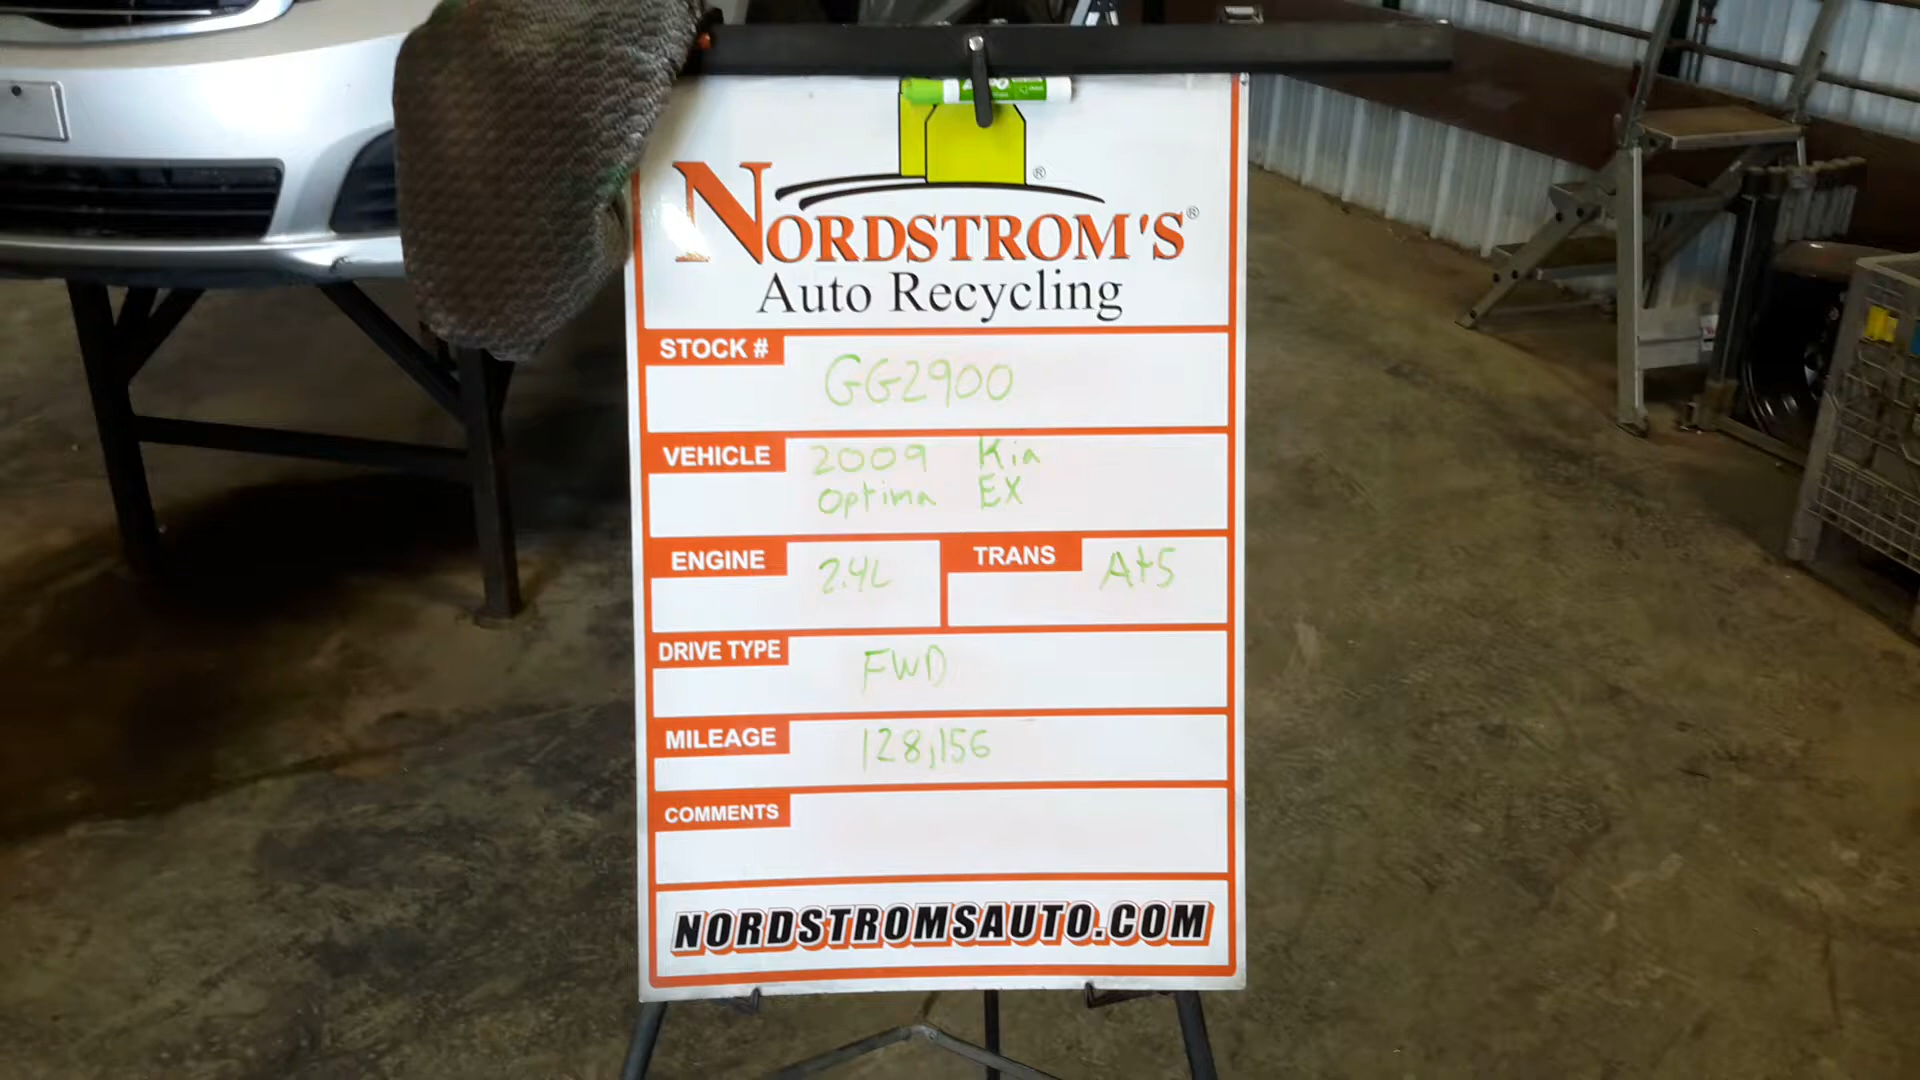 NORDSTROM'S®
Auto Recycling
STOCK # GG2900
VEHICLE 2009 Kia
Optima EX
ENGINE 2.4L TRANS At5
DRIVE TYPE FWD
MILEAGE 128,156
COMMENTS
NORDSTROMSAUTO.COM